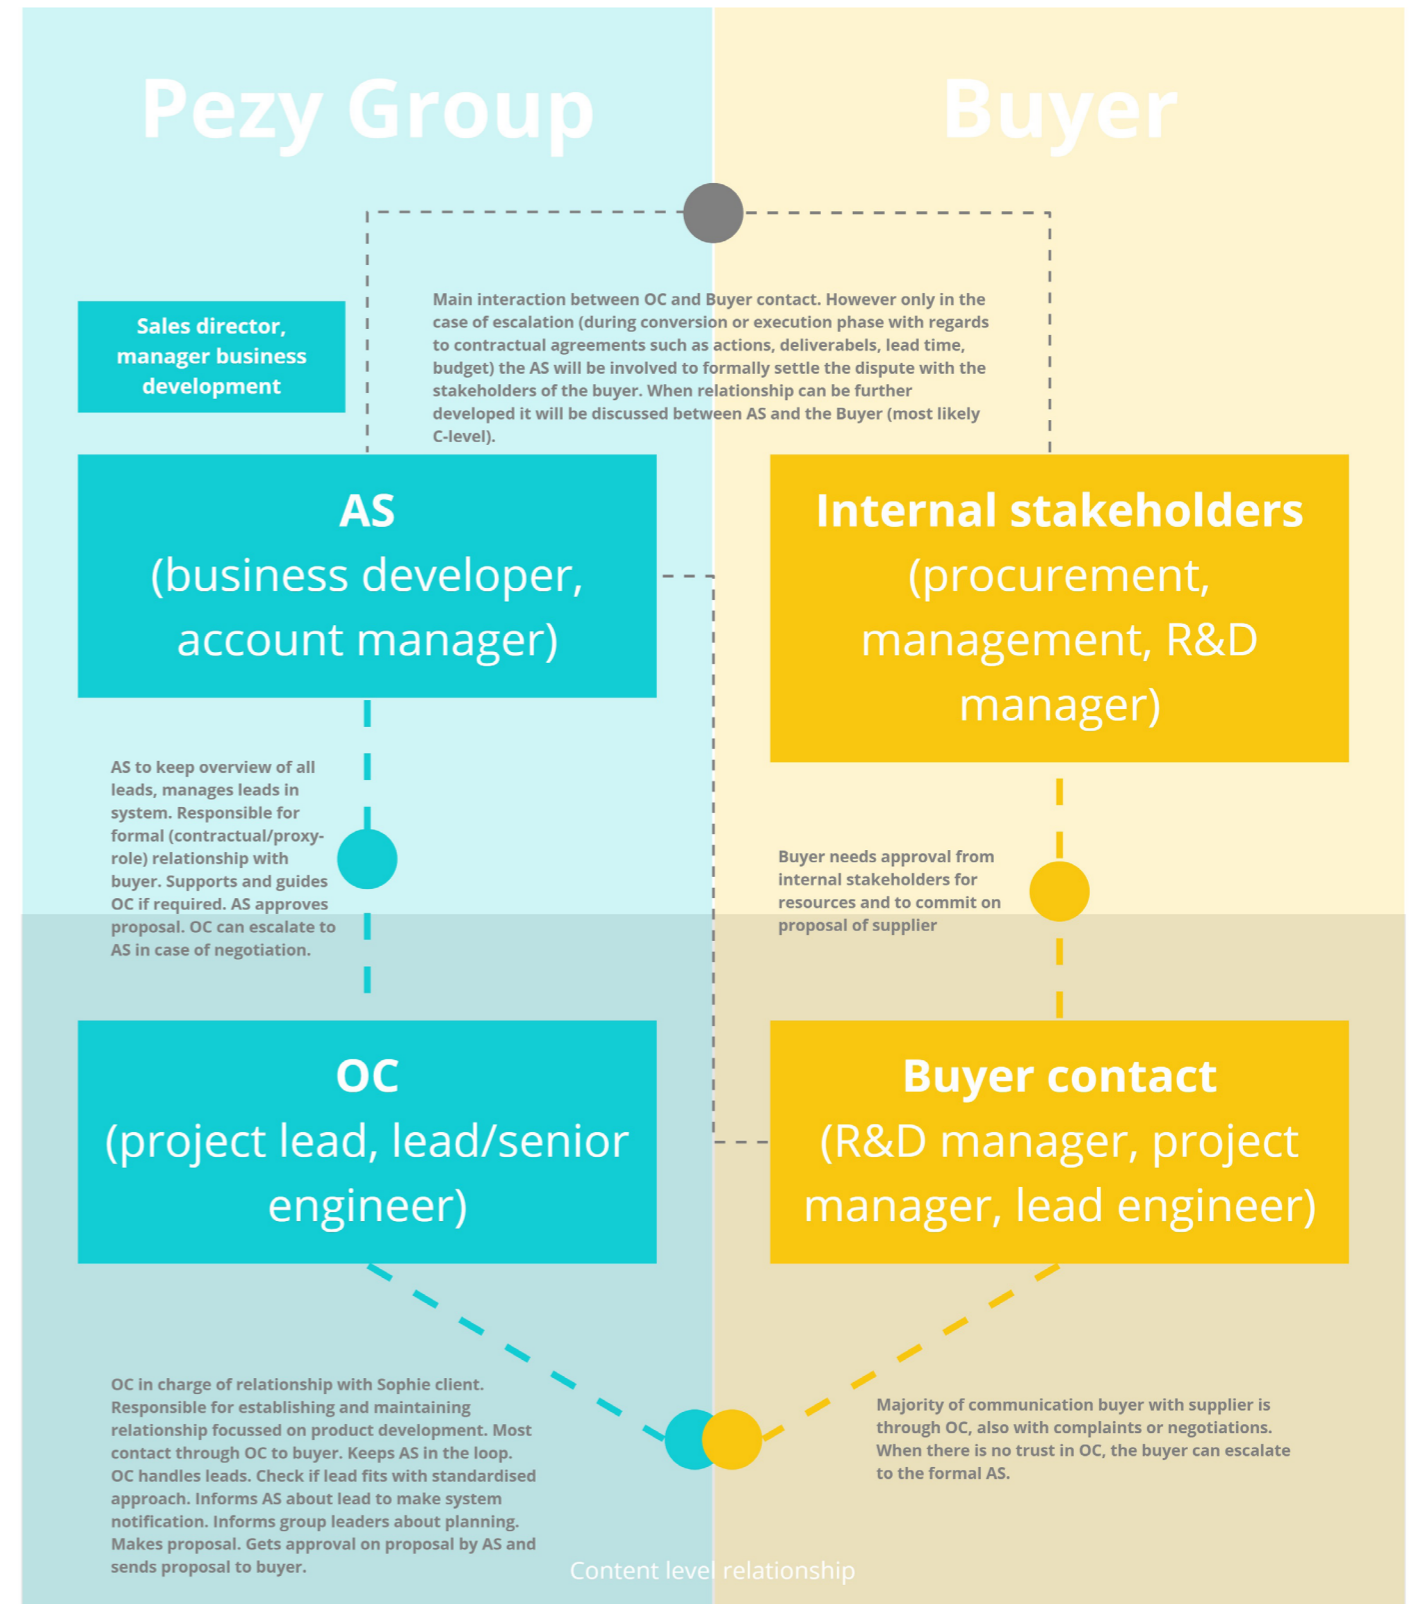 Pezy Group
Buyer
Sales director,
manager business
development
Main interaction between OC and Buyer contact. However only in the
case of escalation (during conversion or execution phase with regards
to contractual agreements such as actions, deliverabels, lead time,
budget) the AS will be involved to formally settle the dispute with the
stakeholders of the buyer. When relationship can be further
developed it will be discussed between AS and the Buyer (most likely
C-level).
AS
(business developer,
account manager)
Internal stakeholders
(procurement,
management, R&D
manager)
AS to keep overview of all
leads, manages leads in
system. Responsible for
formal (contractual/proxy-
role) relationship with
buyer. Supports and guides
OC if required. AS approves
proposal. OC can escalate to
AS in case of negotiation.
Buyer needs approval from
internal stakeholders for
resources and to commit on
proposal of supplier
OC
(project lead, lead/senior
engineer)
Buyer contact
(R&D manager, project
manager, lead engineer)
OC in charge of relationship with Sophie client.
Responsible for establishing and maintaining
relationship focussed on product development. Most
contact through OC to buyer. Keeps AS in the loop.
OC handles leads. Check if lead fits with standardised
approach. Informs AS about lead to make system
notification. Informs group leaders about planning.
Makes proposal. Gets approval on proposal by AS and
sends proposal to buyer.
Majority of communication buyer with supplier is
through OC, also with complaints or negotiations.
When there is no trust in OC, the buyer can escalate
to the formal AS.
Content level relationship